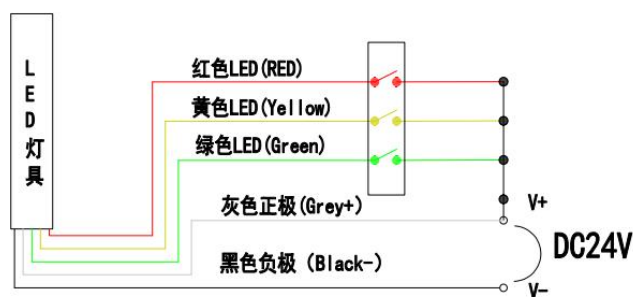 LED灯具
红色LED(RED)
黄色LED(Yellow)
绿色LED(Green)
灰色正极(Grey+)
V+
DC24V
黑色负极（Black-)
V-